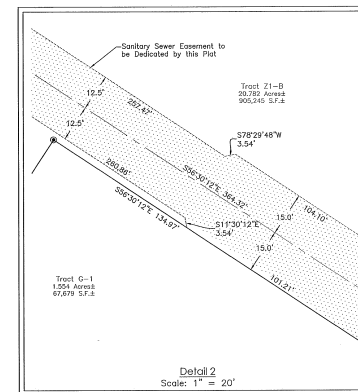 Sanitary Sewer Easement to
be Dedicated by this Plat
12.5'
257.47'
Tract Z1-B
20.782 Acres±
905,245 S.F.±
12.5'
S78°29'48"W
3.54'
S56°30'12"E 364.32'
104.10'
260.86'
15.0'
S56°30'12"E 134.97'
S11°30'12"E
3.54'
15.0'
101.21'
Tract G-1
1.554 Acres±
67,679 S.F.±
Detail 2
Scale: 1" = 20'